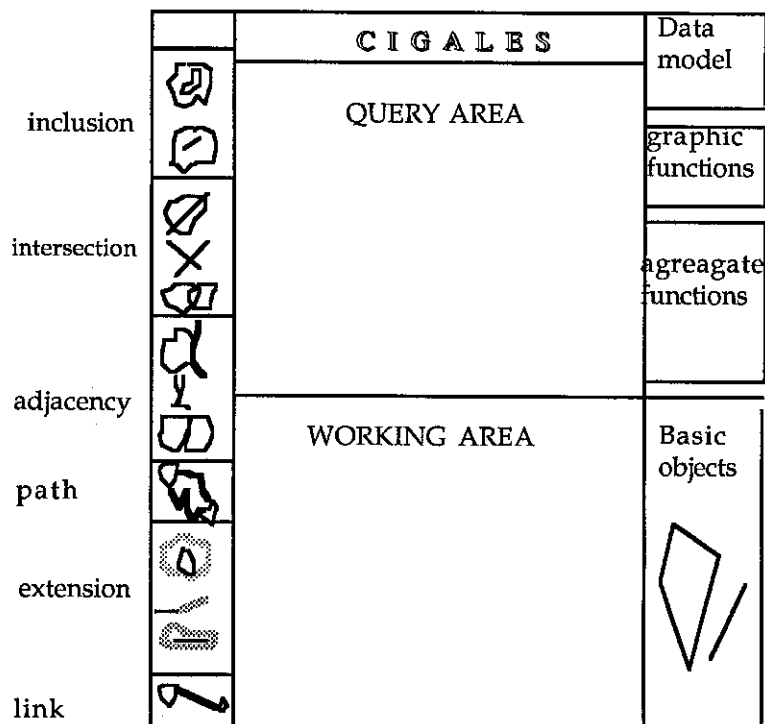 CIGALES
Data
model
QUERY AREA
graphic
functions
agreagate
functions
inclusion
intersection
adjacency
path
extension
link
WORKING AREA
Basic
objects